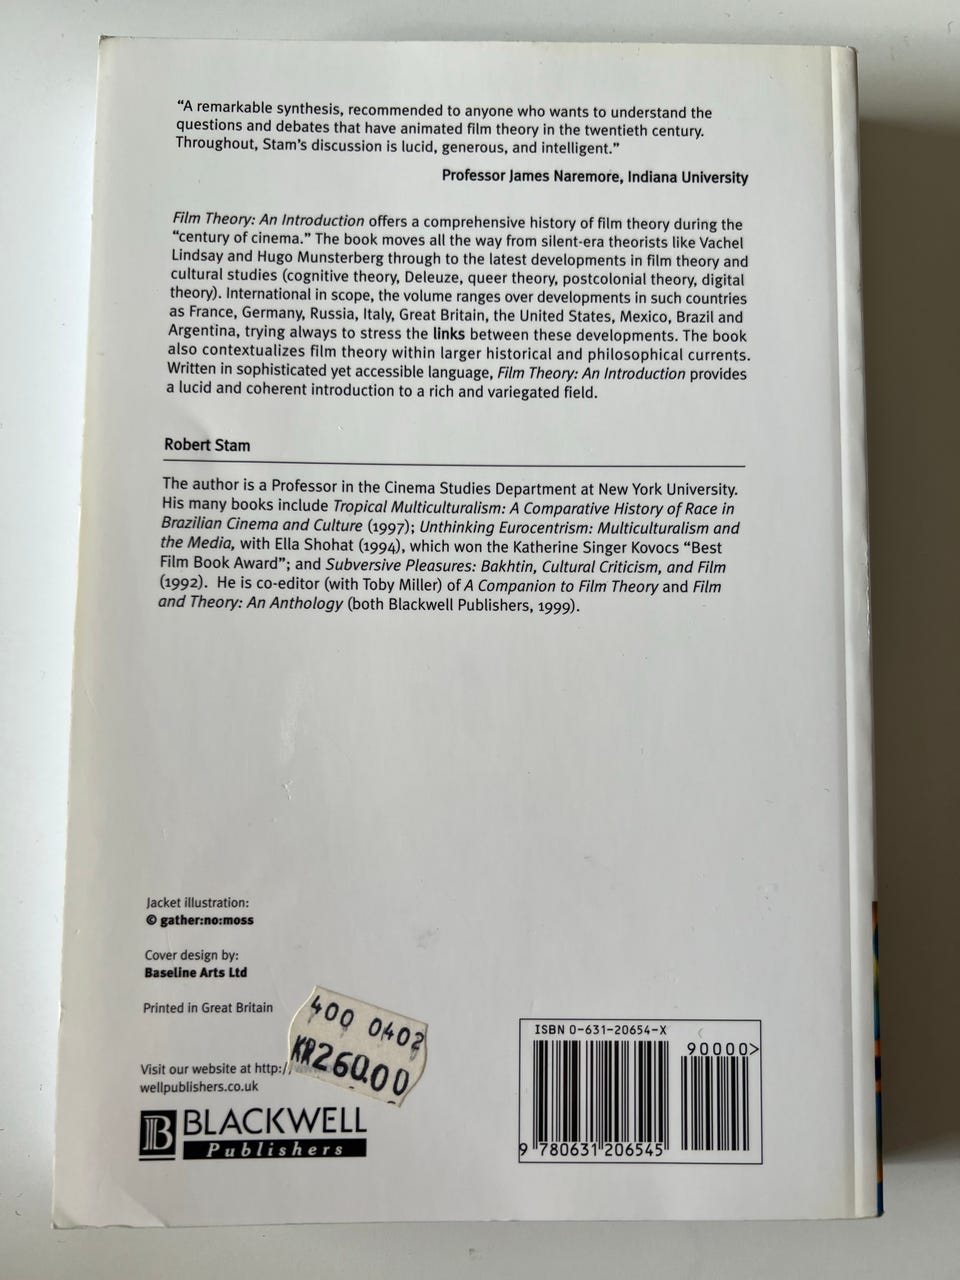 “A remarkable synthesis, recommended to anyone who wants to understand the
questions and debates that have animated film theory in the twentieth century.
Throughout, Stam’s discussion is lucid, generous, and intelligent.”
Professor James Naremore, Indiana University
Film Theory: An Introduction offers a comprehensive history of film theory during the
“century of cinema.” The book moves all the way from silent-era theorists like Vachel
Lindsay and Hugo Munsterberg through to the latest developments in film theory and
cultural studies (cognitive theory, Deleuze, queer theory, postcolonial theory, digital
theory). International in scope, the volume ranges over developments in such countries
as France, Germany, Russia, Italy, Great Britain, the United States, Mexico, Brazil and
Argentina, trying always to stress the links between these developments. The book
also contextualizes film theory within larger historical and philosophical currents.
Written in sophisticated yet accessible language, Film Theory: An Introduction provides
a lucid and coherent introduction to a rich and variegated field.
Robert Stam
The author is a Professor in the Cinema Studies Department at New York University.
His many books include Tropical Multiculturalism: A Comparative History of Race in
Brazilian Cinema and Culture (1997); Unthinking Eurocentrism: Multiculturalism and
the Media, with Ella Shohat (1994), which won the Katherine Singer Kovocs “Best
Film Book Award”; and Subversive Pleasures: Bakhtin, Cultural Criticism, and Film
(1992). He is co-editor (with Toby Miller) of A Companion to Film Theory and Film
and Theory: An Anthology (both Blackwell Publishers, 1999).
Jacket illustration:
© gather:no:moss
Cover design by:
Baseline Arts Ltd
Printed in Great Britain
400 0402
KR260.00
Visit our website at http:/
wellpublishers.co.uk
B BLACKWELL
Publishers
ISBN 0-631-20654-X
90000>
9 780631 206545